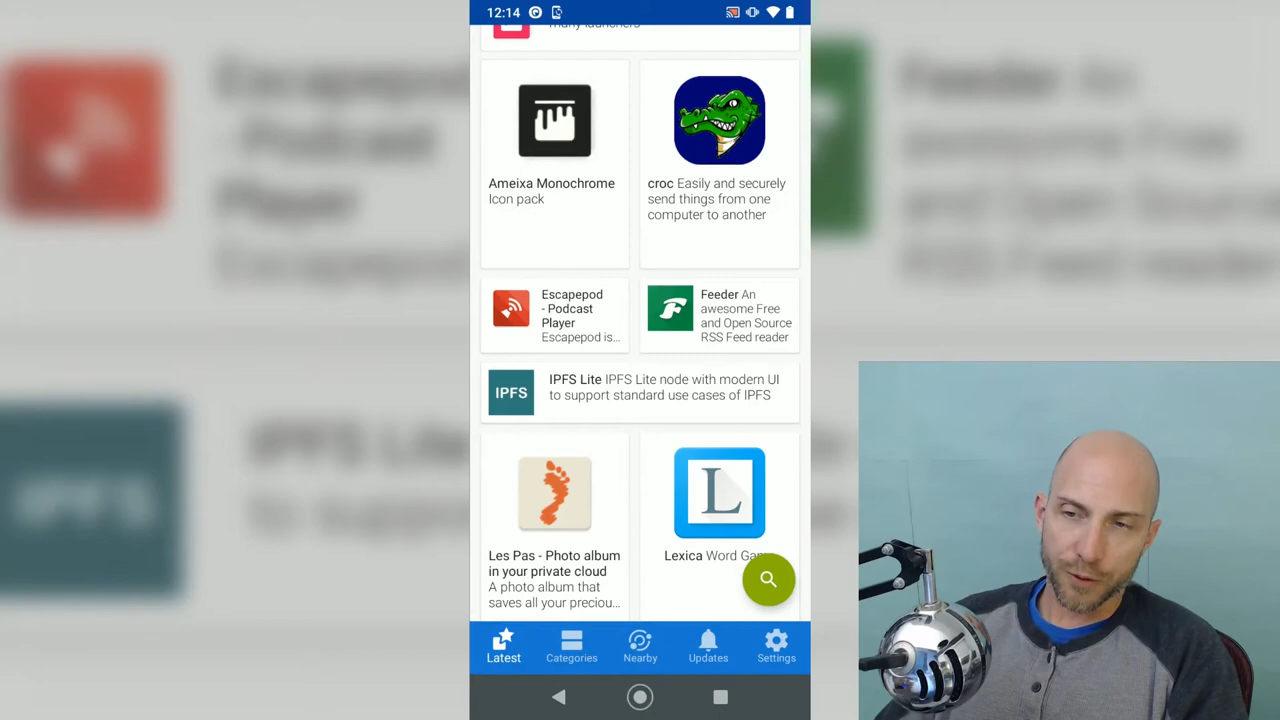 12:14
many launchers
Ameixa Monochrome
Icon pack
croc Easily and securely
send things from one
computer to another
Escapepod
- Podcast
Player
Escapepod is...
Feeder An
awesome Free
and Open Source
RSS Feed reader
IPFS
IPFS Lite IPFS Lite node with modern UI
to support standard use cases of IPFS
Les Pas - Photo album
in your private cloud
A photo album that
saves all your preciou...
L
Lexica Word
Latest
Categories
Nearby
Updates
Settings